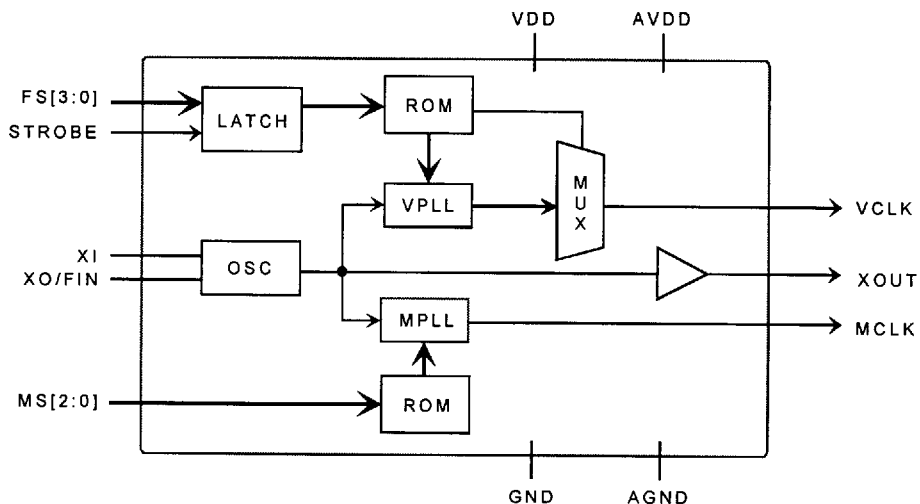 VDD AVDD
FS[3:0]
STROBE
LATCH
ROM
VPLL
MUX
VCLK
XI
XO/FIN
OSC
XOUT
MPLL
MCLK
MS[2:0]
ROM
GND AGND